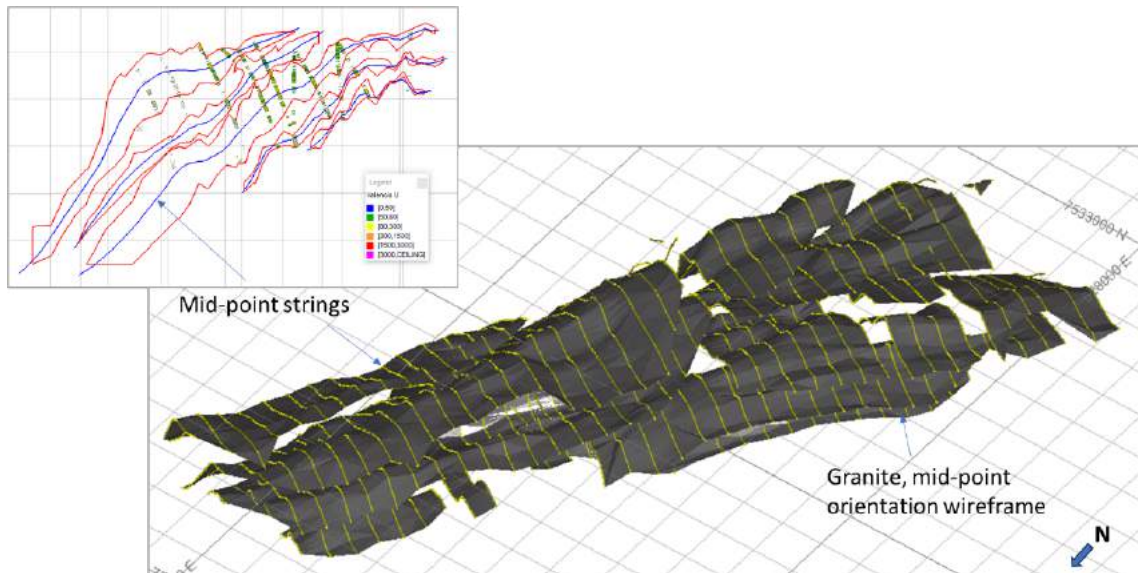 Legend
Valencia U
[0,50]
[50,80]
[80,300]
[300,1500]
[1500,3000]
[3000,CEILING]
Mid-point strings
7533000 N
Granite, mid-point
orientation wireframe
N